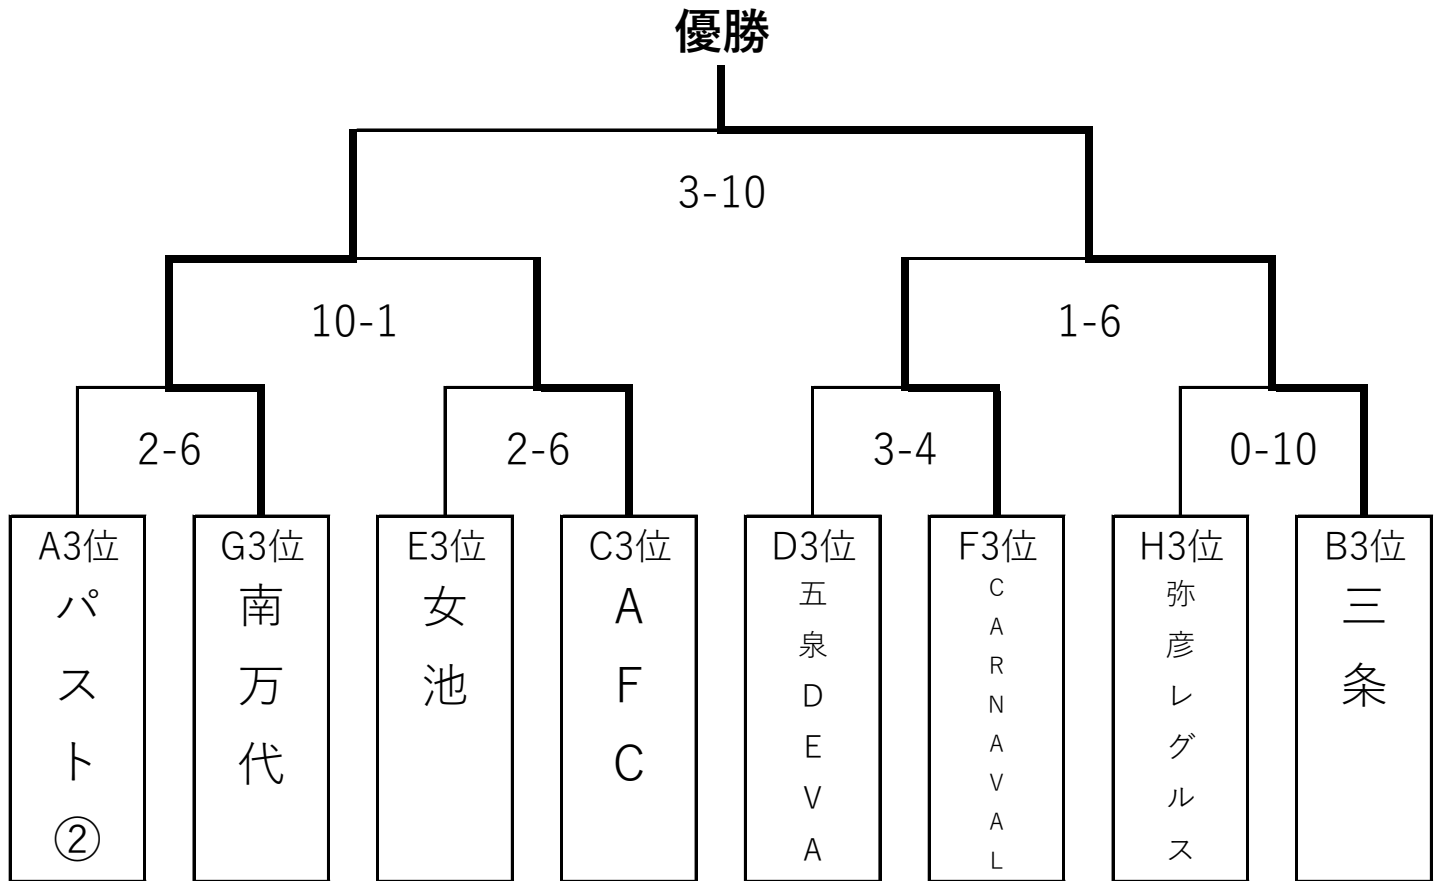 優勝
3-10
10-1
1-6
2-6
2-6
3-4
0-10
A3位
パスト②
G3位
南万代
E3位
女池
C3位
AFC
D3位
五泉DEVA
F3位
CARNAVAL
H3位
弥彦レグルス
B3位
三条